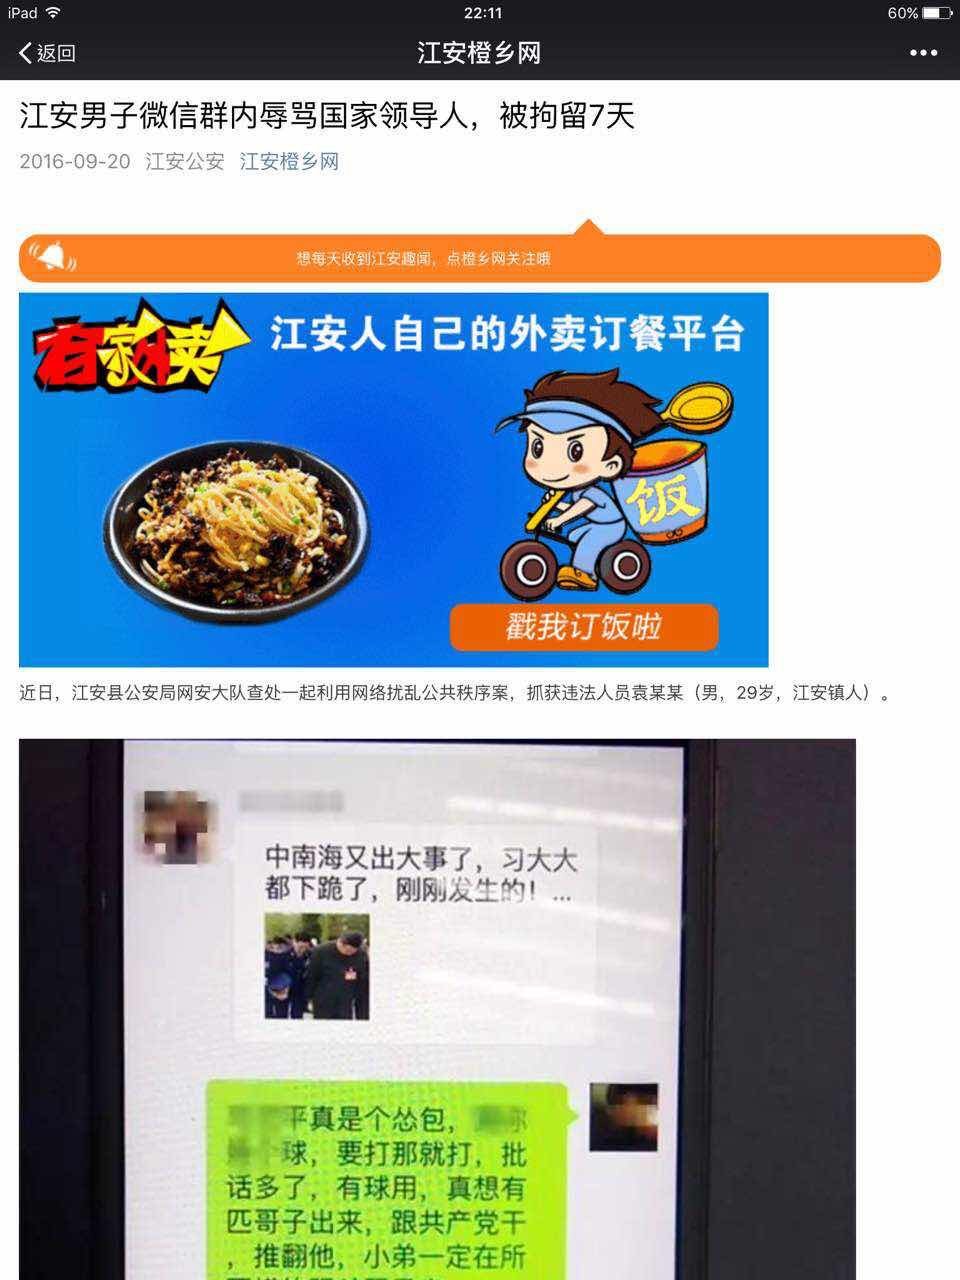 iPad
22:11
60%
返回
江安橙乡网
江安男子微信群内辱骂国家领导人，被拘留7天
2016-09-20 江安公安 江安橙乡网
想每天收到江安趣闻，点橙乡网关注哦
百家外卖
江安人自己的外卖订餐平台
饭
戳我订饭啦
近日，江安县公安局网安大队查处一起利用网络扰乱公共秩序案，抓获违法人员袁某某（男，29岁，江安镇人）。
中南海又出大事了，习大大
都下跪了，刚刚发生的！...
平真是个怂包，
球，要打那就打，批
话多了，有球用，真想有
匹哥子出来，跟共产党干
，推翻他，小弟一定在所